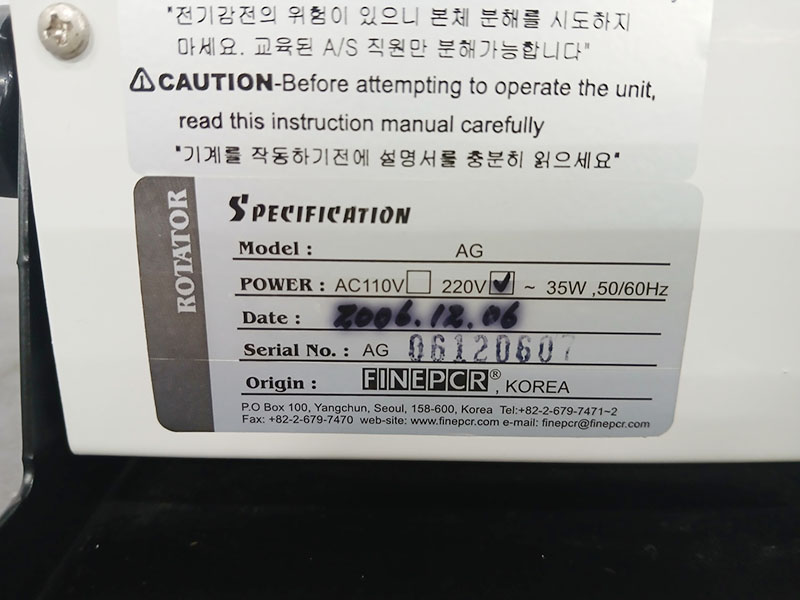 "전기감전의 위험이 있으니 본체 분해를 시도하지
마세요. 교육된 A/S 직원만 분해가능합니다"
⚠CAUTION-Before attempting to operate the unit,
read this instruction manual carefully
"기계를 작동하기전에 설명서를 충분히 읽으세요"
ROTATOR
SPECIFICATION
Model : AG
POWER : AC110V☐ 220V☑ ~ 35W ,50/60Hz
Date : 2006.12.06
Serial No. : AG 06120607
Origin : FINEPCR® , KOREA
P.O Box 100, Yangchun, Seoul, 158-600, Korea Tel:+82-2-679-7471~2
Fax: +82-2-679-7470 web-site: www.finepcr.com e-mail: finepcr@finepcr.com